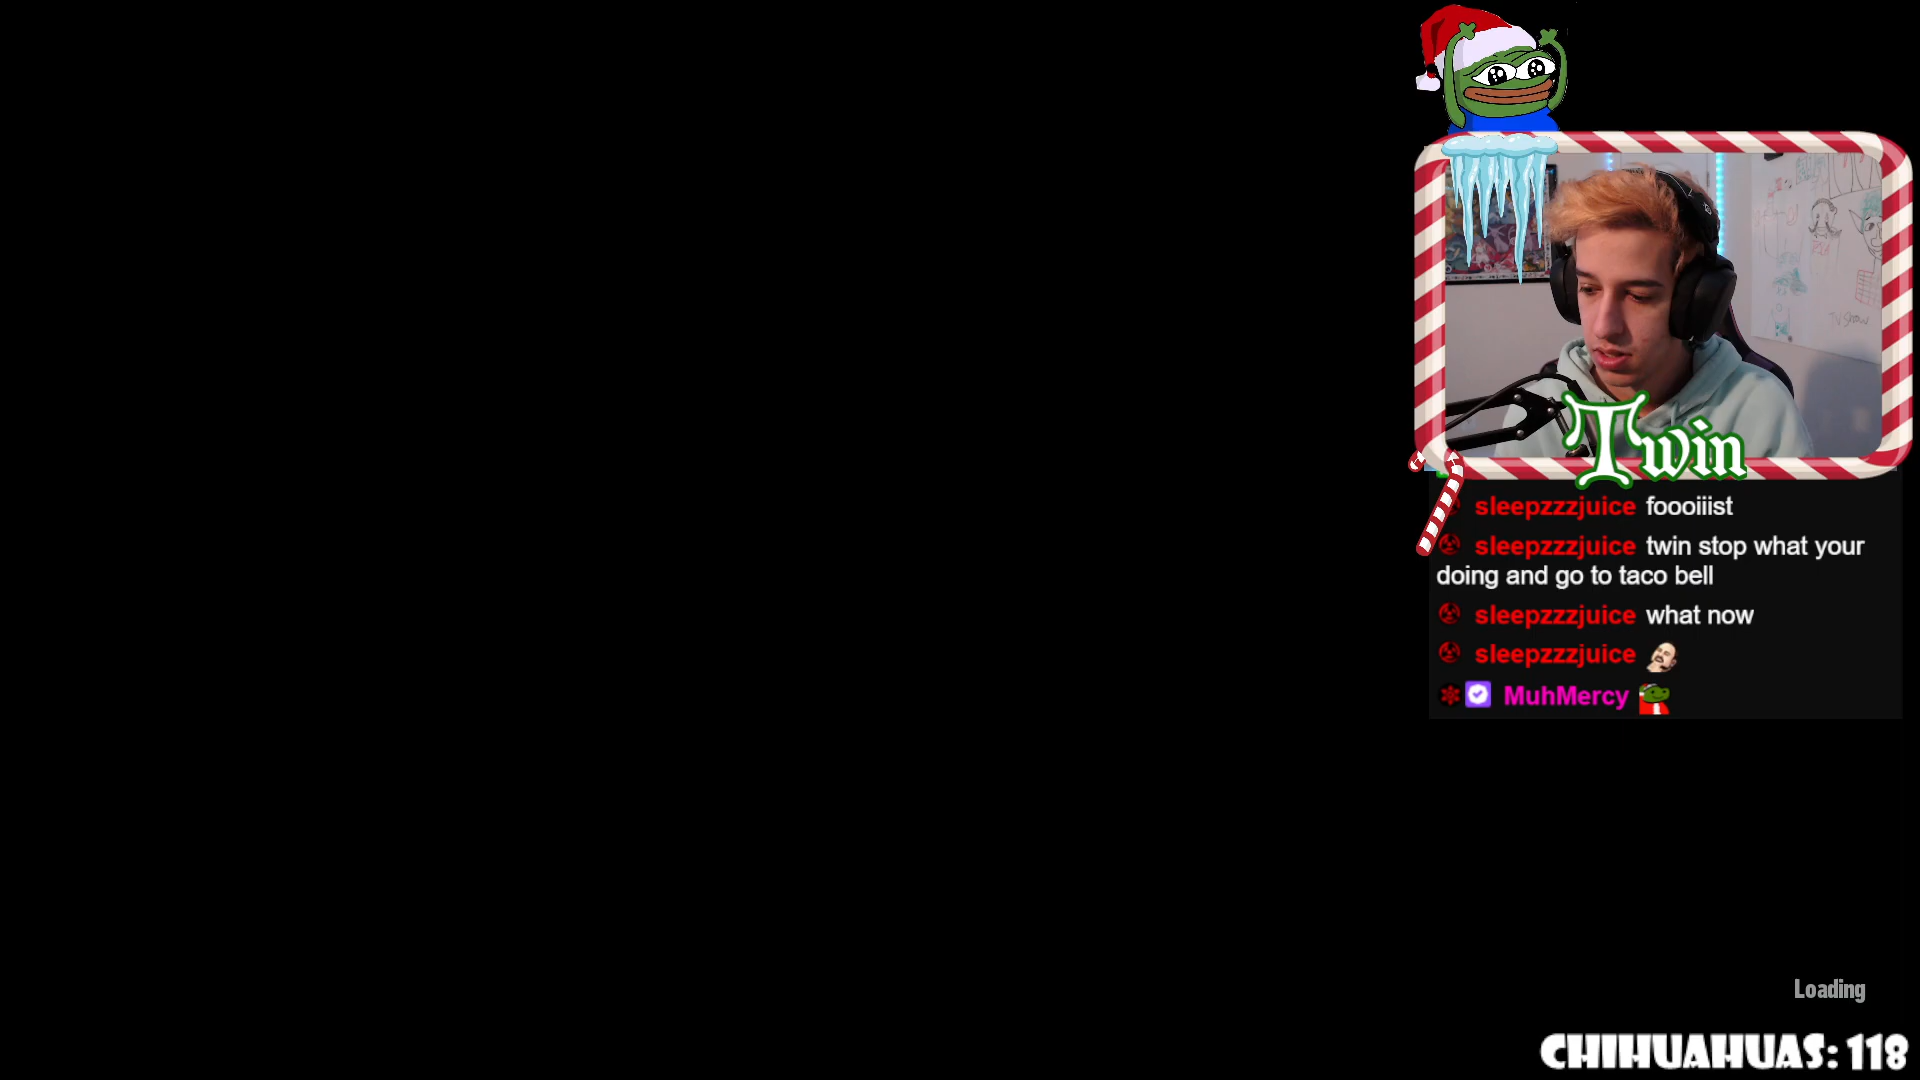 Twin
sleepzzzjuice foooiiist
sleepzzzjuice twin stop what your
doing and go to taco bell
sleepzzzjuice what now
sleepzzzjuice
MuhMercy
Loading
CHIHUAHUAS: 118